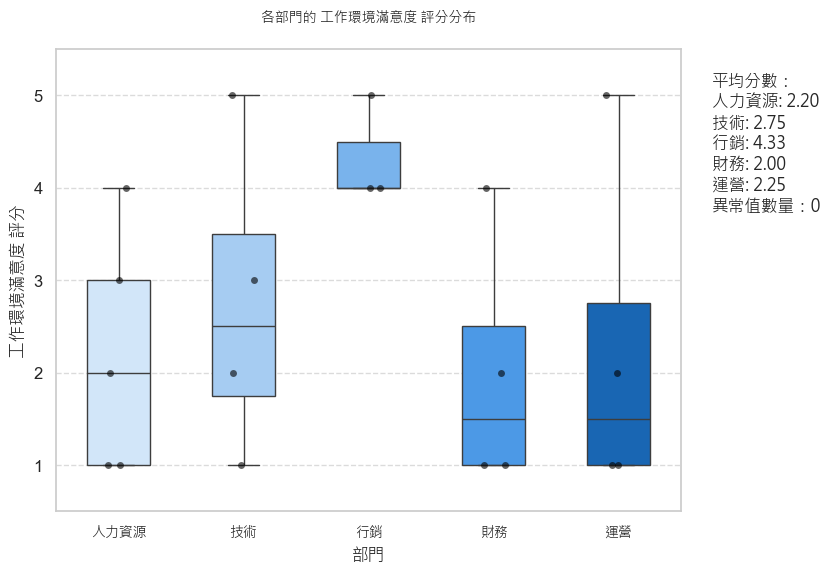 各部門的 工作環境滿意度 評分分布
工作環境滿意度 評分
5
4
3
2
1
人力資源 技術 行銷 財務 運營
部門
平均分數：
人力資源: 2.20
技術: 2.75
行銷: 4.33
財務: 2.00
運營: 2.25
異常值數量：0